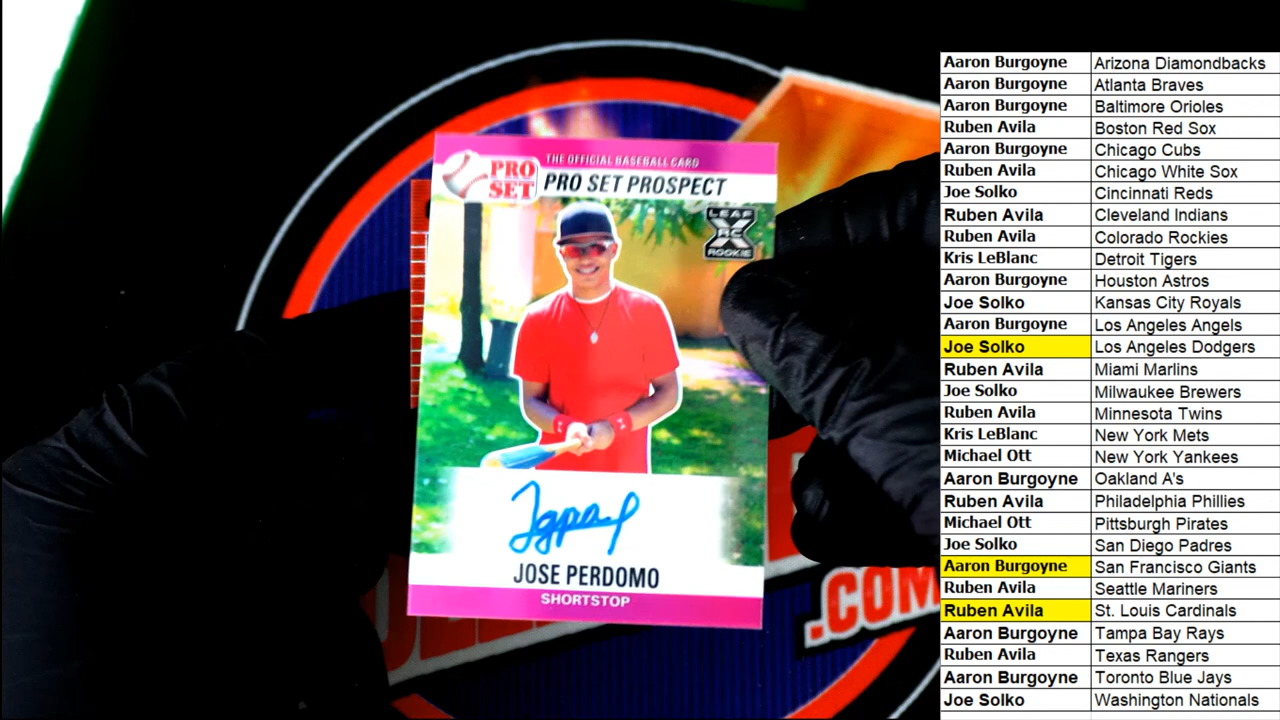 THE OFFICIAL BASEBALL CARD
PRO SET
PRO SET PROSPECT
LEAF
X
RC
ROOKIE
JOSE PERDOMO
SHORTSTOP
.COM
Aaron Burgoyne Arizona Diamondbacks
Aaron Burgoyne Atlanta Braves
Aaron Burgoyne Baltimore Orioles
Ruben Avila Boston Red Sox
Aaron Burgoyne Chicago Cubs
Ruben Avila Chicago White Sox
Joe Solko Cincinnati Reds
Ruben Avila Cleveland Indians
Ruben Avila Colorado Rockies
Kris LeBlanc Detroit Tigers
Aaron Burgoyne Houston Astros
Joe Solko Kansas City Royals
Aaron Burgoyne Los Angeles Angels
Joe Solko Los Angeles Dodgers
Ruben Avila Miami Marlins
Joe Solko Milwaukee Brewers
Ruben Avila Minnesota Twins
Kris LeBlanc New York Mets
Michael Ott New York Yankees
Aaron Burgoyne Oakland A's
Ruben Avila Philadelphia Phillies
Michael Ott Pittsburgh Pirates
Joe Solko San Diego Padres
Aaron Burgoyne San Francisco Giants
Ruben Avila Seattle Mariners
Ruben Avila St. Louis Cardinals
Aaron Burgoyne Tampa Bay Rays
Ruben Avila Texas Rangers
Aaron Burgoyne Toronto Blue Jays
Joe Solko Washington Nationals